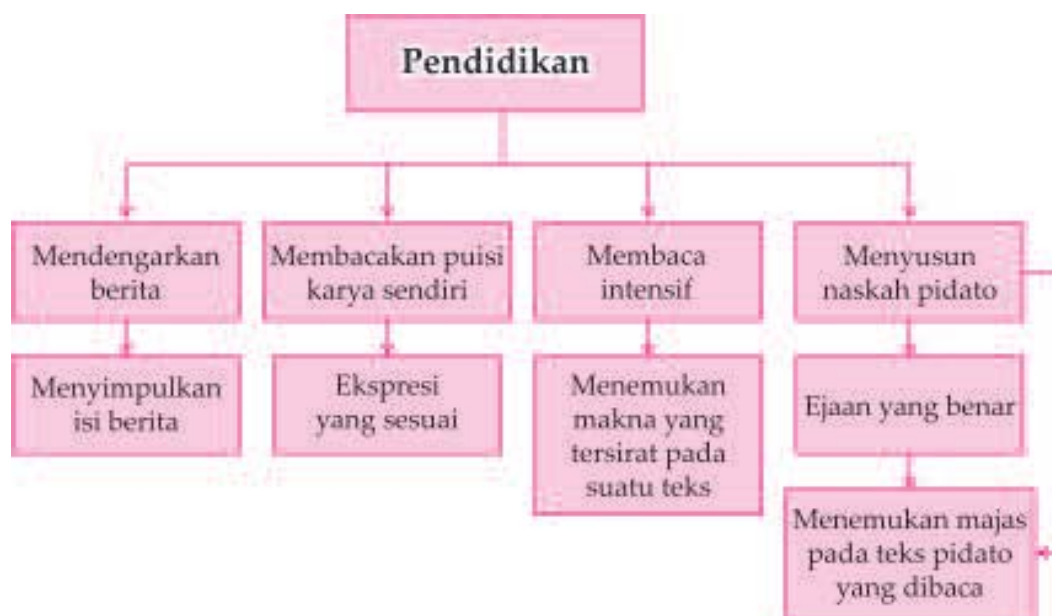 Pendidikan
Mendengarkan
berita
Membacakan puisi
karya sendiri
Membaca
intensif
Menyusun
naskah pidato
Menyimpulkan
isi berita
Ekspresi
yang sesuai
Menemukan
makna yang
tersirat pada
suatu teks
Ejaan yang benar
Menemukan majas
pada teks pidato
yang dibaca